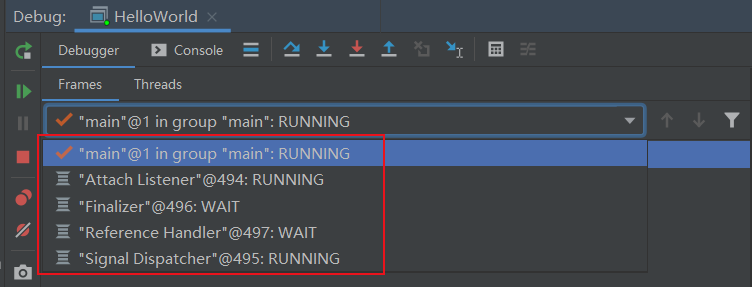 Debug: HelloWorld
Debugger Console
Frames Threads
"main"@1 in group "main": RUNNING
"main"@1 in group "main": RUNNING
"Attach Listener"@494: RUNNING
"Finalizer"@496: WAIT
"Reference Handler"@497: WAIT
"Signal Dispatcher"@495: RUNNING